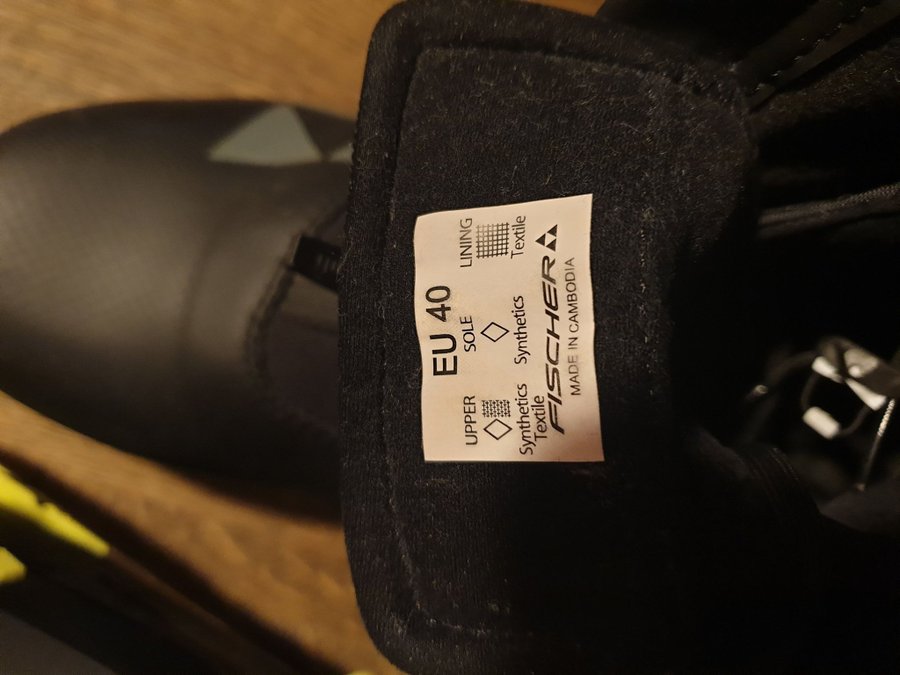 EU 40
UPPER SOLE LINING
Synthetics Synthetics Textile
Textile
FISCHER
MADE IN CAMBODIA